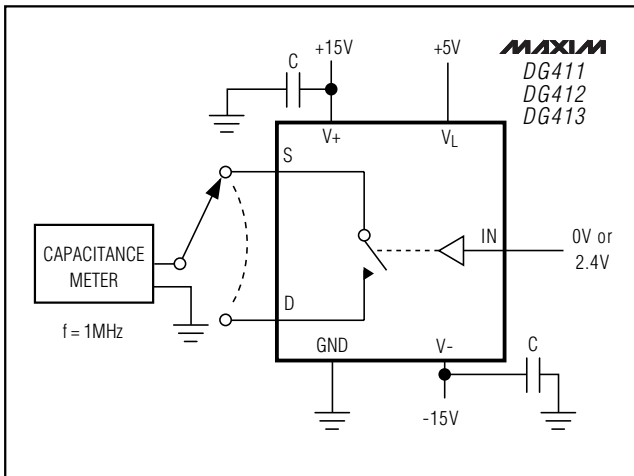 +15V
+5V
MAXIM
DG411
DG412
DG413
C
V+
VL
S
IN
0V or
2.4V
CAPACITANCE
METER
f = 1MHz
D
GND
V-
C
-15V